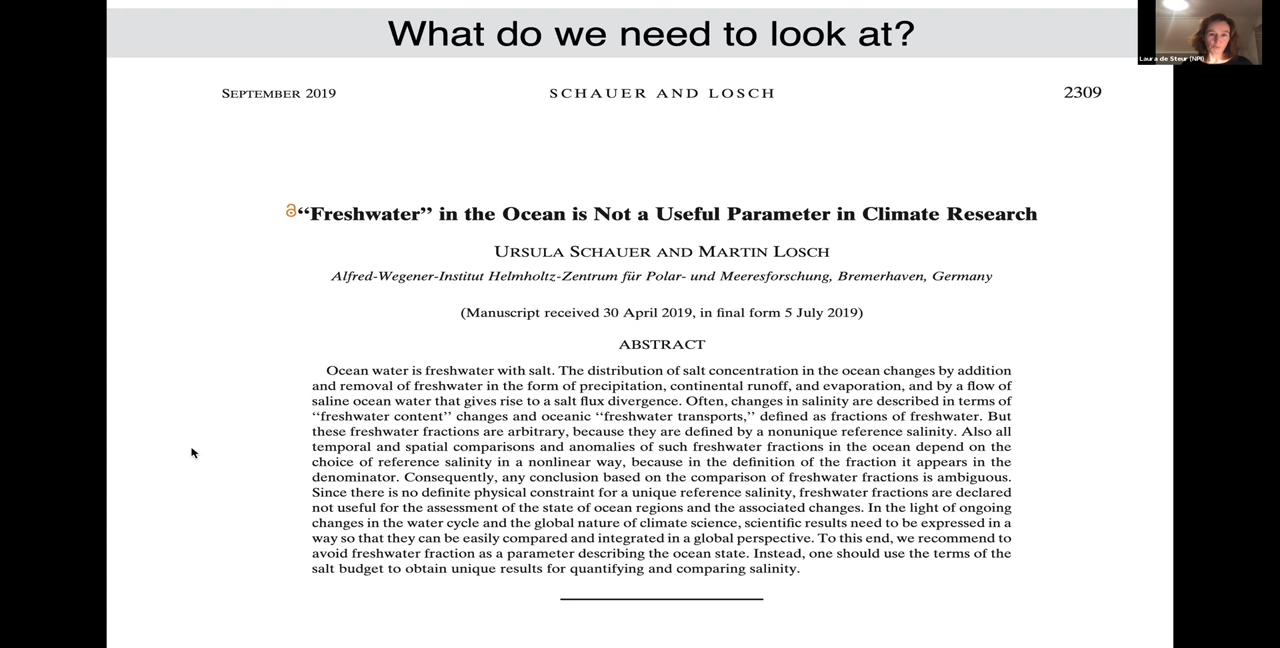 What do we need to look at?
Laura de Steur (NPI)
SEPTEMBER 2019 SCHAUER AND LOSCH 2309
“Freshwater” in the Ocean is Not a Useful Parameter in Climate Research
URSULA SCHAUER AND MARTIN LOSCH
Alfred-Wegener-Institut Helmholtz-Zentrum für Polar- und Meeresforschung, Bremerhaven, Germany
(Manuscript received 30 April 2019, in final form 5 July 2019)
ABSTRACT
Ocean water is freshwater with salt. The distribution of salt concentration in the ocean changes by addition
and removal of freshwater in the form of precipitation, continental runoff, and evaporation, and by a flow of
saline ocean water that gives rise to a salt flux divergence. Often, changes in salinity are described in terms of
“freshwater content” changes and oceanic “freshwater transports,” defined as fractions of freshwater. But
these freshwater fractions are arbitrary, because they are defined by a nonunique reference salinity. Also all
temporal and spatial comparisons and anomalies of such freshwater fractions in the ocean depend on the
choice of reference salinity in a nonlinear way, because in the definition of the fraction it appears in the
denominator. Consequently, any conclusion based on the comparison of freshwater fractions is ambiguous.
Since there is no definite physical constraint for a unique reference salinity, freshwater fractions are declared
not useful for the assessment of the state of ocean regions and the associated changes. In the light of ongoing
changes in the water cycle and the global nature of climate science, scientific results need to be expressed in a
way so that they can be easily compared and integrated in a global perspective. To this end, we recommend to
avoid freshwater fraction as a parameter describing the ocean state. Instead, one should use the terms of the
salt budget to obtain unique results for quantifying and comparing salinity.